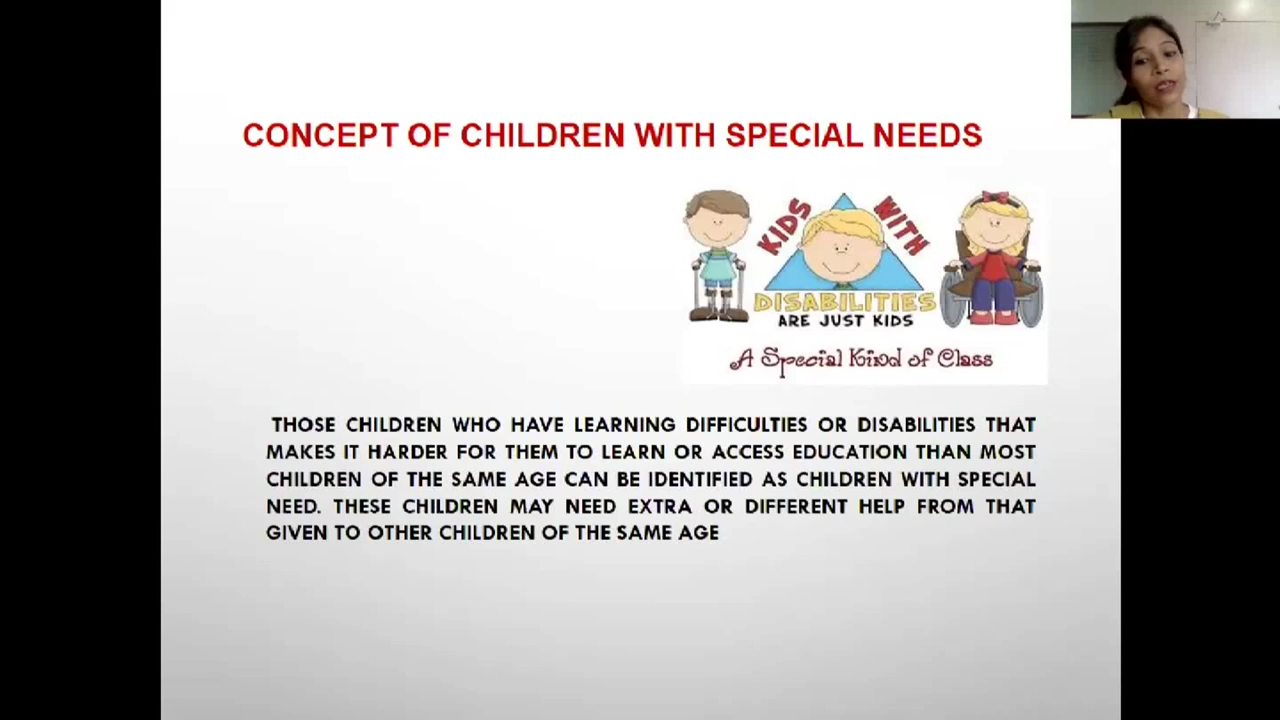 CONCEPT OF CHILDREN WITH SPECIAL NEEDS
KIDS WITH
DISABILITIES
ARE JUST KIDS
A Special Kind of Class
THOSE CHILDREN WHO HAVE LEARNING DIFFICULTIES OR DISABILITIES THAT
MAKES IT HARDER FOR THEM TO LEARN OR ACCESS EDUCATION THAN MOST
CHILDREN OF THE SAME AGE CAN BE IDENTIFIED AS CHILDREN WITH SPECIAL
NEED. THESE CHILDREN MAY NEED EXTRA OR DIFFERENT HELP FROM THAT
GIVEN TO OTHER CHILDREN OF THE SAME AGE